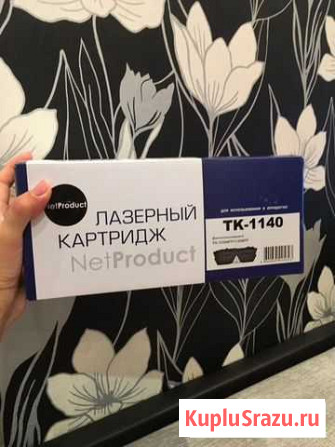 NetProduct
ЛАЗЕРНЫЙ
КАРТРИДЖ
NetProduct
для использования в аппаратах
TK-1140
KupluSrazu.ru